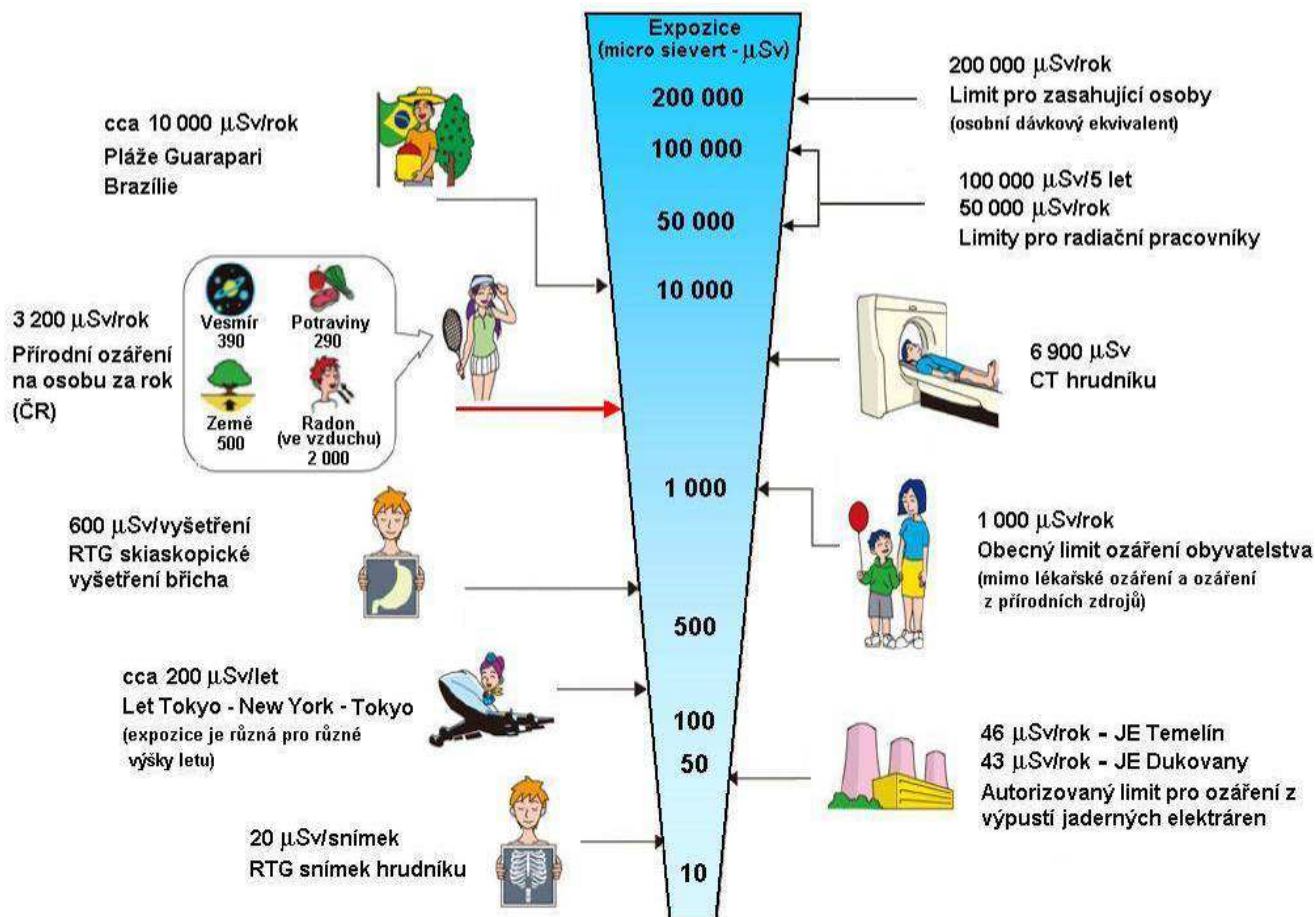 Expozice
(micro sievert - μSv)
200 000
100 000
50 000
10 000
1 000
500
100
50
10
cca 10 000 μSv/rok
Pláže Guarapari
Brazílie
3 200 μSv/rok
Přírodní ozáření
na osobu za rok
(ČR)
Vesmír
390
Potraviny
290
Země
500
Radon
(ve vzduchu)
2 000
600 μSv/vyšetření
RTG skiaskopické
vyšetření břicha
cca 200 μSv/let
Let Tokyo - New York - Tokyo
(expozice je různá pro různé
výšky letu)
20 μSv/snímek
RTG snímek hrudníku
200 000 μSv/rok
Limit pro zasahující osoby
(osobní dávkový ekvivalent)
100 000 μSv/5 let
50 000 μSv/rok
Limity pro radiační pracovníky
6 900 μSv
CT hrudníku
1 000 μSv/rok
Obecný limit ozáření obyvatelstva
(mimo lékařské ozáření a ozáření
z přírodních zdrojů)
46 μSv/rok - JE Temelín
43 μSv/rok - JE Dukovany
Autorizovaný limit pro ozáření z
výpustí jaderných elektráren